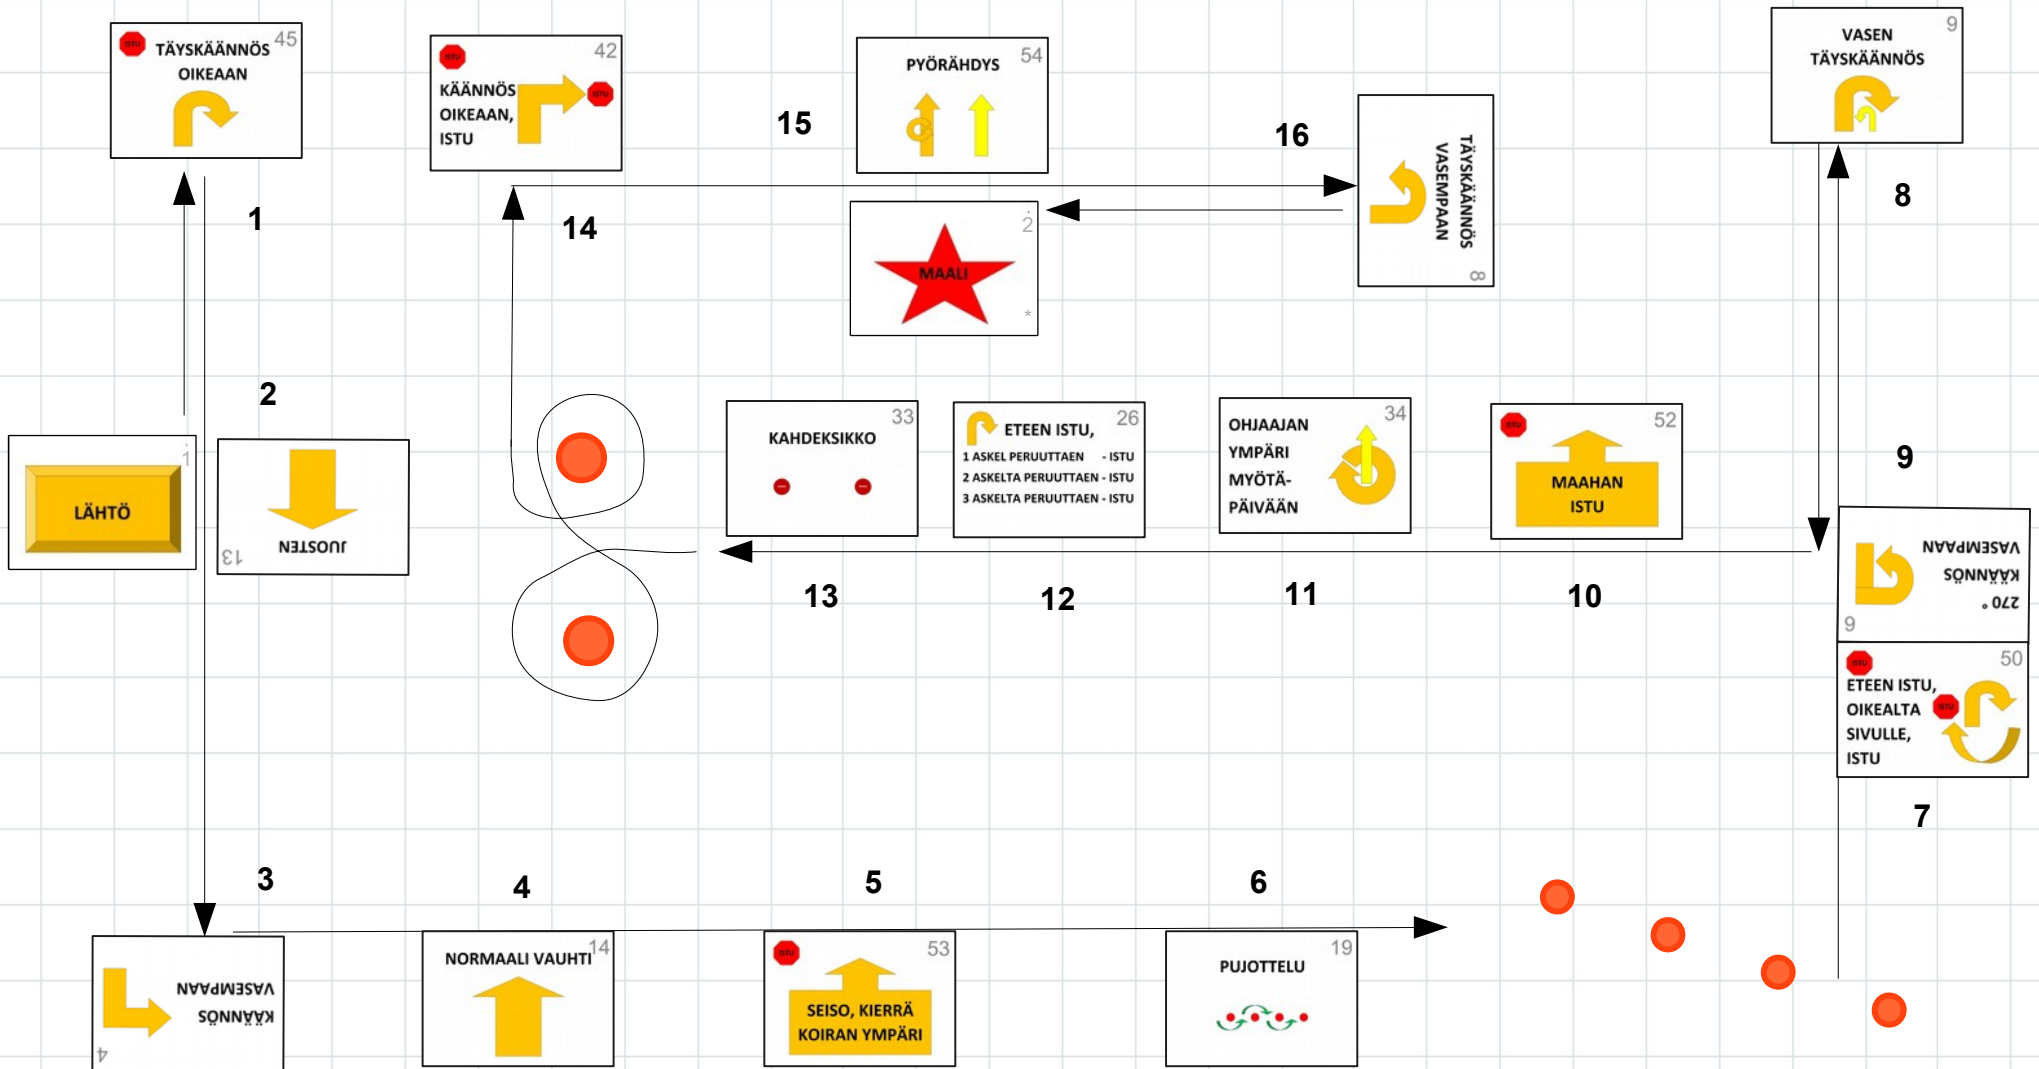 ISTU
TÄYSKÄÄNNÖS
45
OIKEAAN
ISTU
42
KÄÄNNÖS
OIKEAAN,
ISTU
ISTU
PYÖRÄHDYS
54
VASEN
9
TÄYSKÄÄNNÖS
15
16
TÄYSKÄÄNNÖS
VASEMPAAN
8
1
14
8
2
MAALI
*
2
LÄHTÖ
1
JUOSTEN
13
KAHDEKSIKKO
33
ETEEN ISTU,
26
1 ASKEL PERUUTTAEN - ISTU
2 ASKELTA PERUUTTAEN - ISTU
3 ASKELTA PERUUTTAEN - ISTU
OHJAAJAN
34
YMPÄRI
MYÖTÄ-
PÄIVÄÄN
ISTU
52
MAAHAN
ISTU
9
270°
KÄÄNNÖS
VASEMPAAN
6
13
12
11
10
ISTU
50
ETEEN ISTU,
OIKEALTA
ISTU
SIVULLE,
ISTU
7
3
4
5
6
KÄÄNNÖS
VASEMPAAN
4
NORMAALI VAUHTI
14
ISTU
53
SEISO, KIERRÄ
KOIRAN YMPÄRI
PUJOTTELU
19